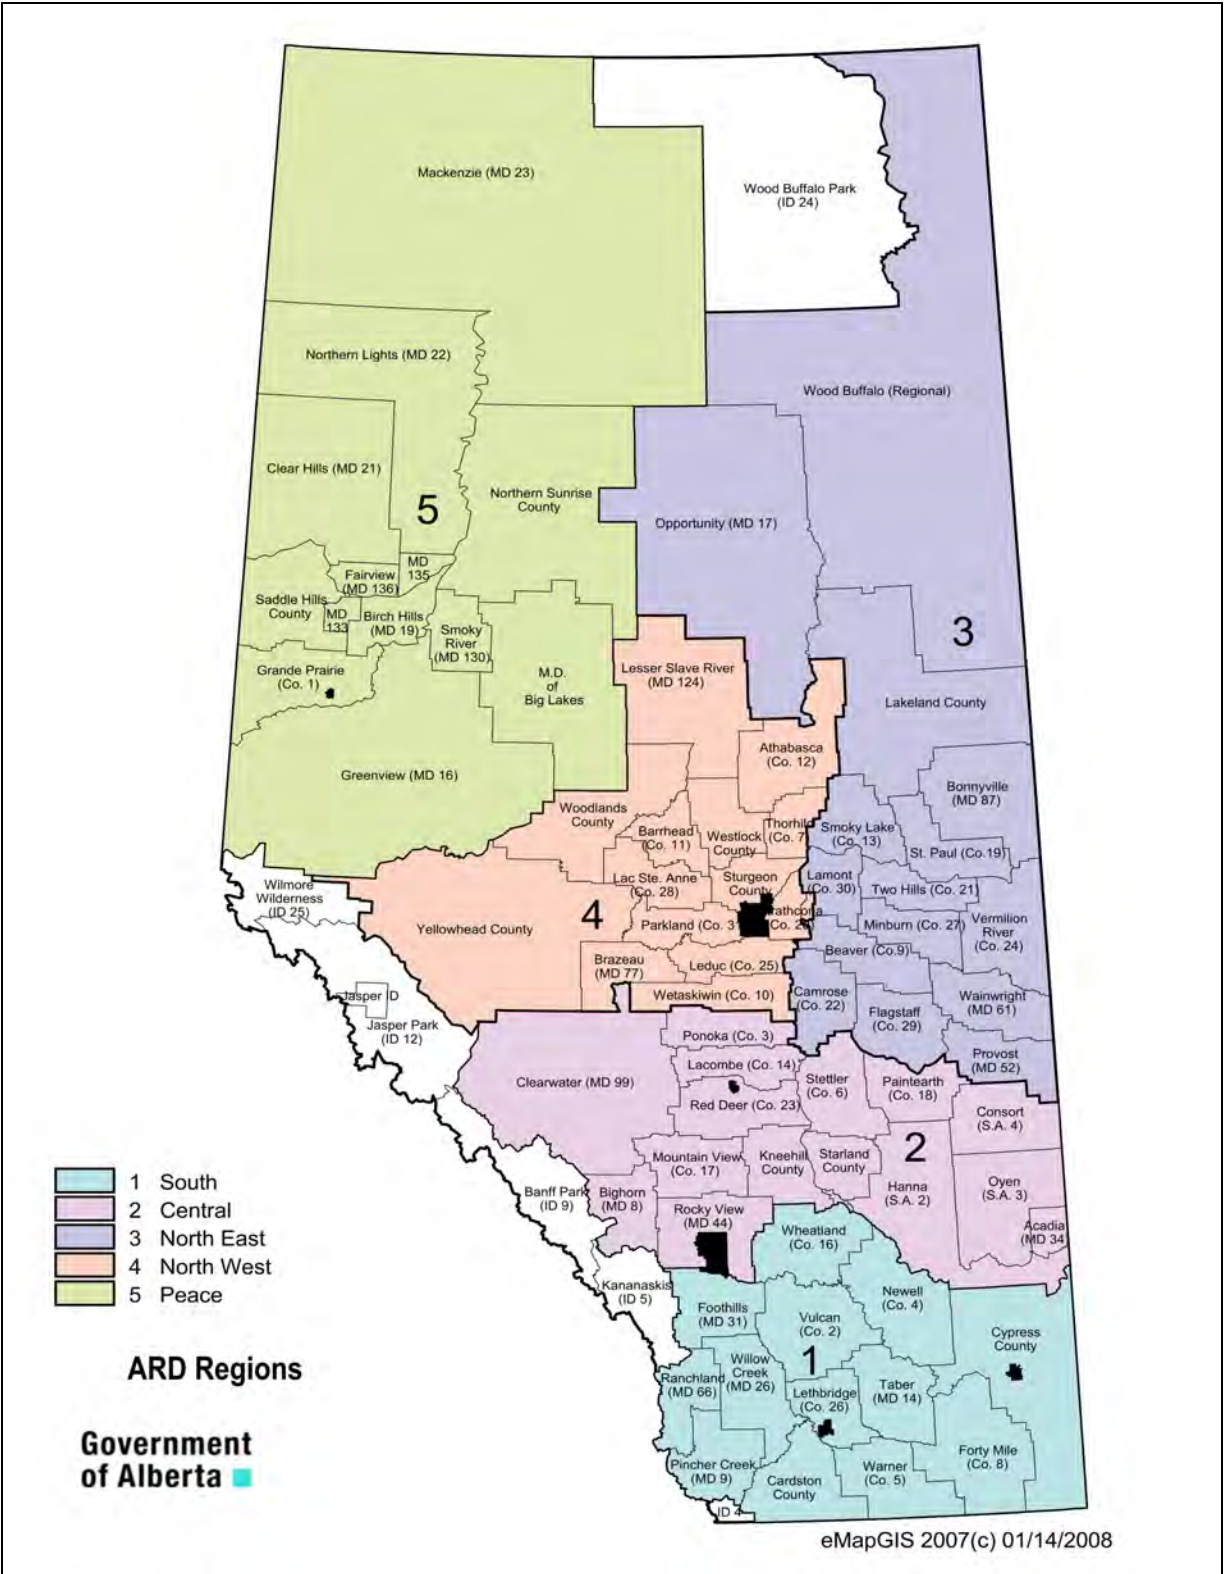 Mackenzie (MD 23)
Wood Buffalo Park
(ID 24)
Northern Lights (MD 22)
Wood Buffalo (Regional)
Clear Hills (MD 21)
5
Northern Sunrise
County
Opportunity (MD 17)
MD
135
Fairview
(MD 136)
Saddle Hills
County
MD
133
Birch Hills
(MD 19)
Smoky
River
(MD 130)
3
Grande Prairie
(Co. 1)
M.D.
of
Big Lakes
Lesser Slave River
(MD 124)
Lakeland County
Greenview (MD 16)
Athabasca
(Co. 12)
Bonnyville
(MD 87)
Woodlands
County
Barrhead
(Co. 11)
Westlock
County
Thorhild
(Co. 7)
Smoky Lake
(Co. 13)
St. Paul (Co.19)
Wilmore
Wilderness
(ID 25)
Lac Ste. Anne
(Co. 28)
Sturgeon
County
Lamont
(Co. 30)
Two Hills (Co. 21)
4
Yellowhead County
Parkland (Co. 31
Minburn (Co. 27)
Vermilion
River
(Co. 24)
Brazeau
(MD 77)
Leduc (Co. 25)
Beaver (Co.9)
Jasper ID
Jasper Park
(ID 12)
Wetaskiwin (Co. 10)
Camrose
(Co. 22)
Flagstaff
(Co. 29)
Wainwright
(MD 61)
Ponoka (Co. 3)
Provost
(MD 52)
Clearwater (MD 99)
Lacombe (Co. 14)
Red Deer (Co. 23)
Stettler
(Co. 6)
Paintearth
(Co. 18)
Consort
(S.A. 4)
Mountain View
(Co. 17)
Kneehill
County
Starland
County
2
Hanna
(S.A. 2)
Oyen
(S.A. 3)
Banff Park
(ID 9)
Bighorn
(MD 8)
Rocky View
(MD 44)
Wheatland
(Co. 16)
Acadia
(MD 34
Kananaskis
(ID 5)
Foothills
(MD 31)
Vulcan
(Co. 2)
Newell
(Co. 4)
Cypress
County
1
Ranchland
(MD 66)
Willow
Creek
(MD 26)
Lethbridge
(Co. 26)
Taber
(MD 14)
Pincher Creek
(MD 9)
Cardston
County
Warner
(Co. 5)
Forty Mile
(Co. 8)
ID 4
1 South
2 Central
3 North East
4 North West
5 Peace
ARD Regions
Government
of Alberta
eMapGIS 2007(c) 01/14/2008